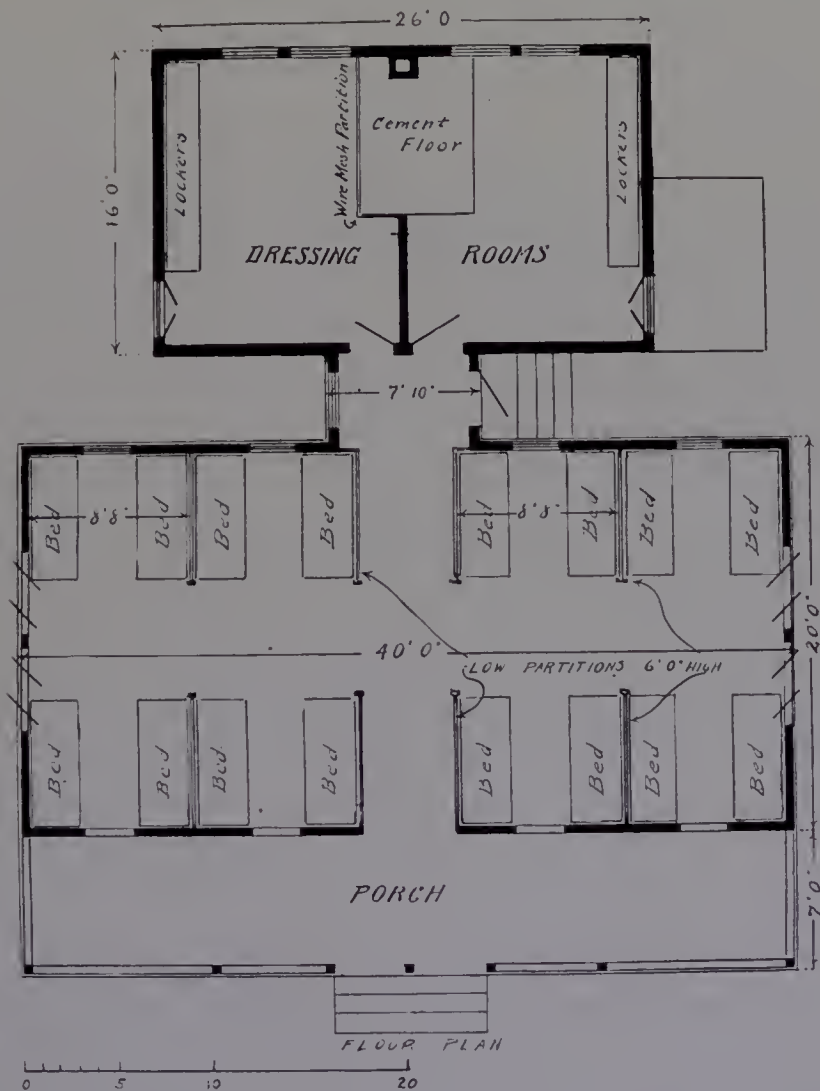 26' 0
16' 0"
Lockers
Wire Mesh Partition
Cement
Floor
Lockers
DRESSING ROOMS
7' 10"
Bed Bed Bed Bed Bed Bed Bed Bed
8' 8" 8' 8"
20' 0"
40' 0"
LOW PARTITIONS 6' 0" HIGH
Bed Bed Bed Bed Bed Bed Bed Bed
PORCH
7' 0"
FLOOR PLAN
0 5 10 20